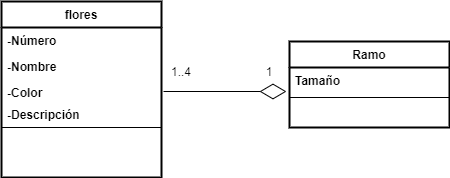 flores
-Número
-Nombre
-Color
-Descripción
1..4
1
Ramo
Tamaño